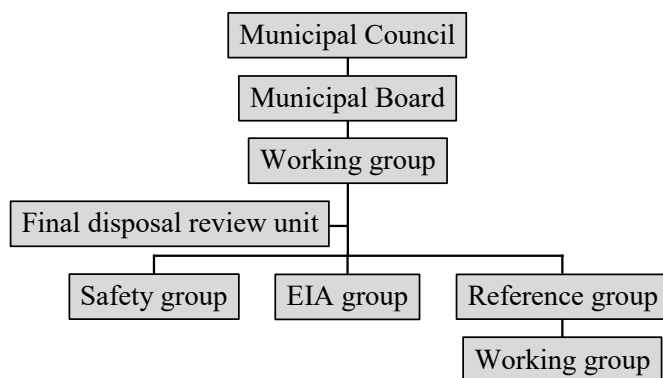 Municipal Council
Municipal Board
Working group
Final disposal review unit
Safety group
EIA group
Reference group
Working group